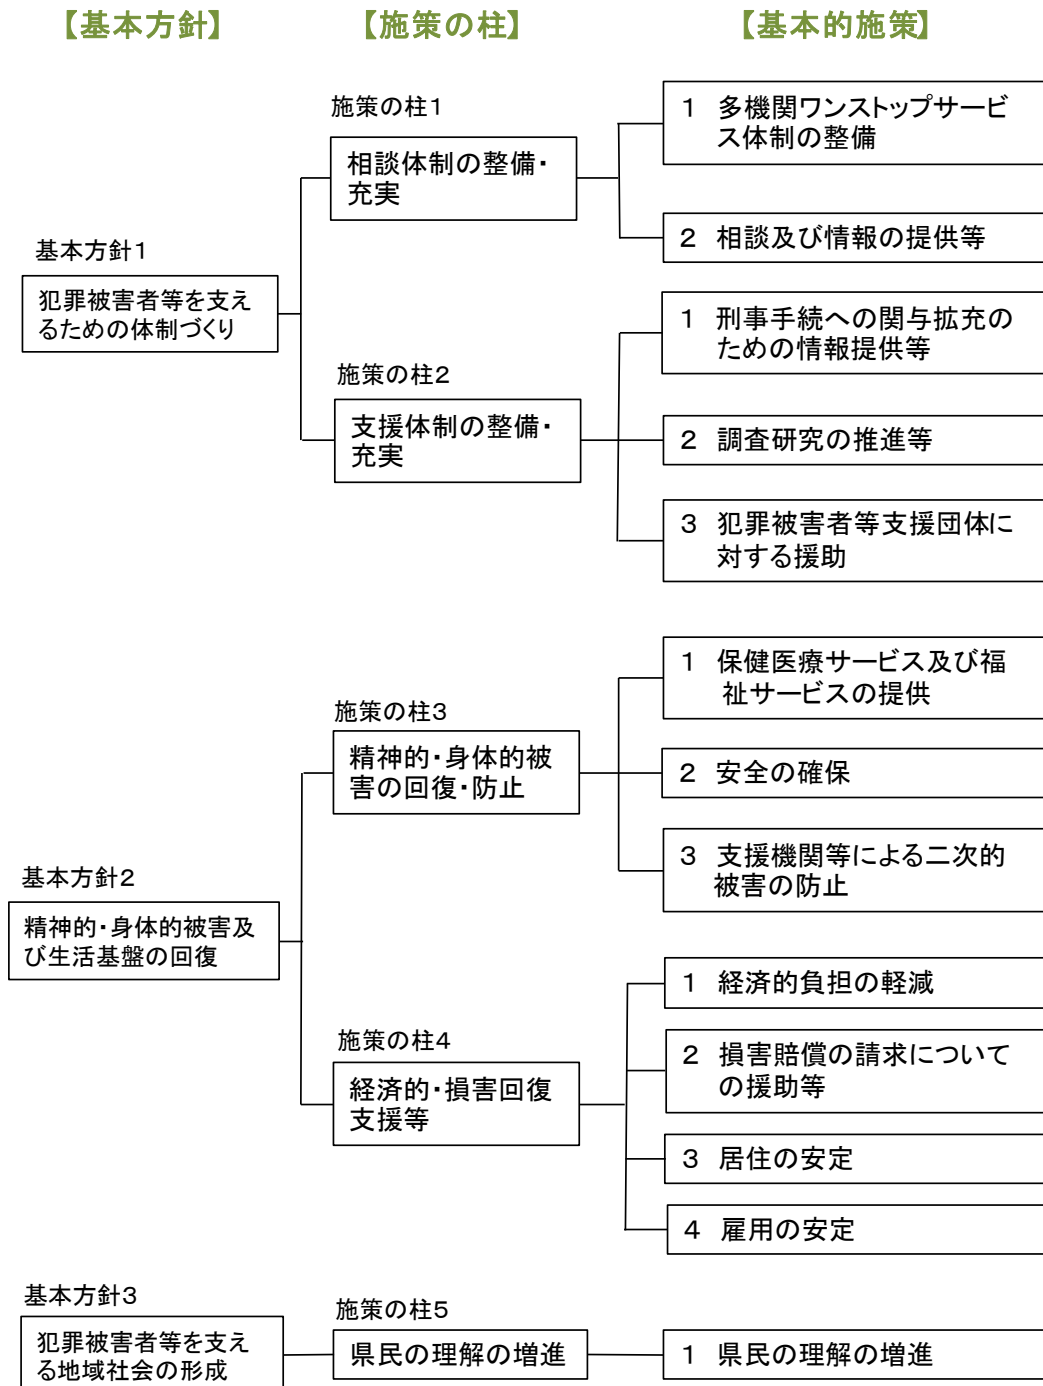 【基本方針】 【施策の柱】 【基本的施策】
基本方針1
犯罪被害者等を支え
るための体制づくり
施策の柱1
相談体制の整備・
充実
1 多機関ワンストップサービ
ス体制の整備
2 相談及び情報の提供等
施策の柱2
支援体制の整備・
充実
1 刑事手続への関与拡充の
ための情報提供等
2 調査研究の推進等
3 犯罪被害者等支援団体に
対する援助
基本方針2
精神的・身体的被害及
び生活基盤の回復
施策の柱3
精神的・身体的被
害の回復・防止
1 保健医療サービス及び福
祉サービスの提供
2 安全の確保
3 支援機関等による二次的
被害の防止
施策の柱4
経済的・損害回復
支援等
1 経済的負担の軽減
2 損害賠償の請求について
の援助等
3 居住の安定
4 雇用の安定
基本方針3
犯罪被害者等を支え
る地域社会の形成
施策の柱5
県民の理解の増進
1 県民の理解の増進